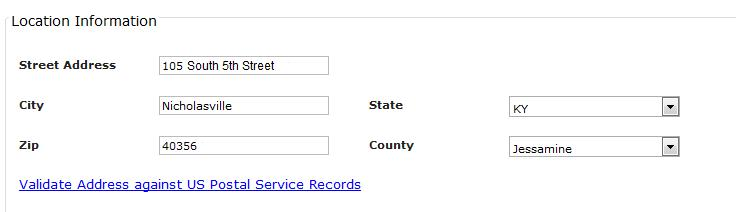 Location Information
Street Address 105 South 5th Street
City Nicholasville State KY
Zip 40356 County Jessamine
Validate Address against US Postal Service Records